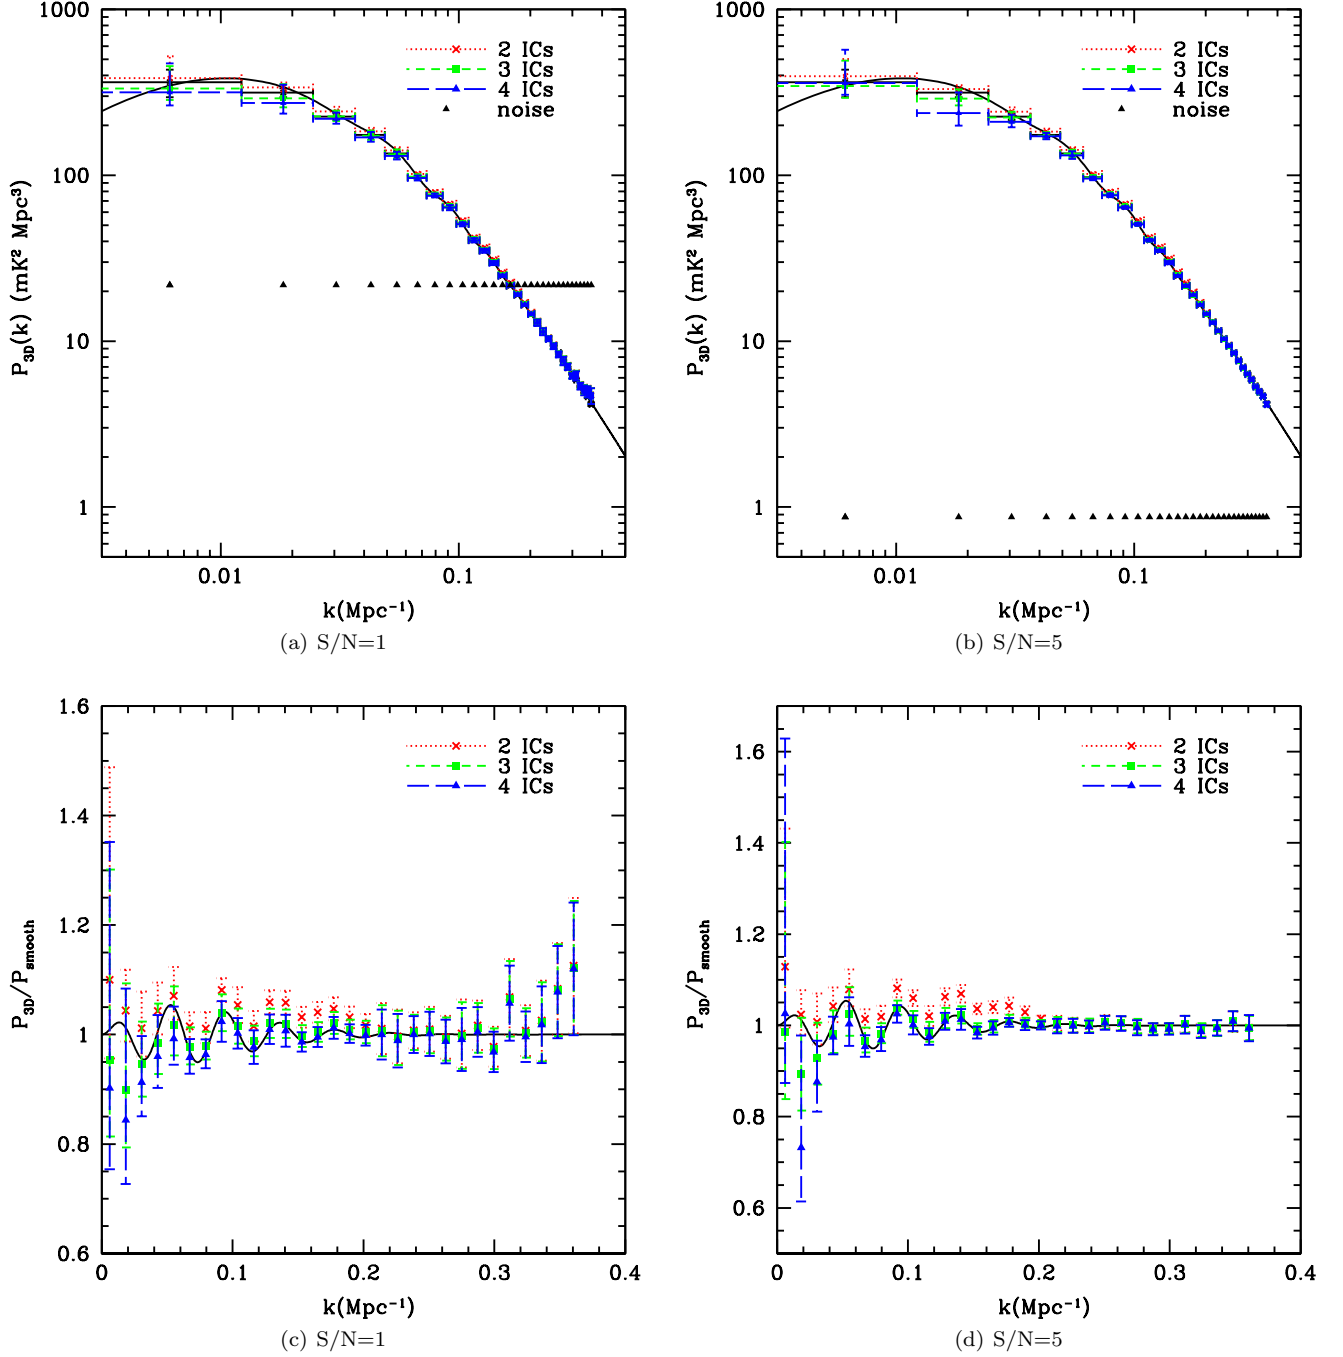 1000
100
10
1
0.01
0.1
P3D(k) (mK² Mpc³)
k(Mpc⁻¹)
2 ICs
3 ICs
4 ICs
noise
(a) S/N=1
1000
100
10
1
0.01
0.1
P3D(k) (mK² Mpc³)
k(Mpc⁻¹)
2 ICs
3 ICs
4 ICs
noise
(b) S/N=5
1.6
1.4
1.2
1
0.8
0.6
0
0.1
0.2
0.3
0.4
P3D/Psmooth
k(Mpc⁻¹)
2 ICs
3 ICs
4 ICs
(c) S/N=1
1.6
1.4
1.2
1
0.8
0.6
0
0.1
0.2
0.3
0.4
P3D/Psmooth
k(Mpc⁻¹)
2 ICs
3 ICs
4 ICs
(d) S/N=5